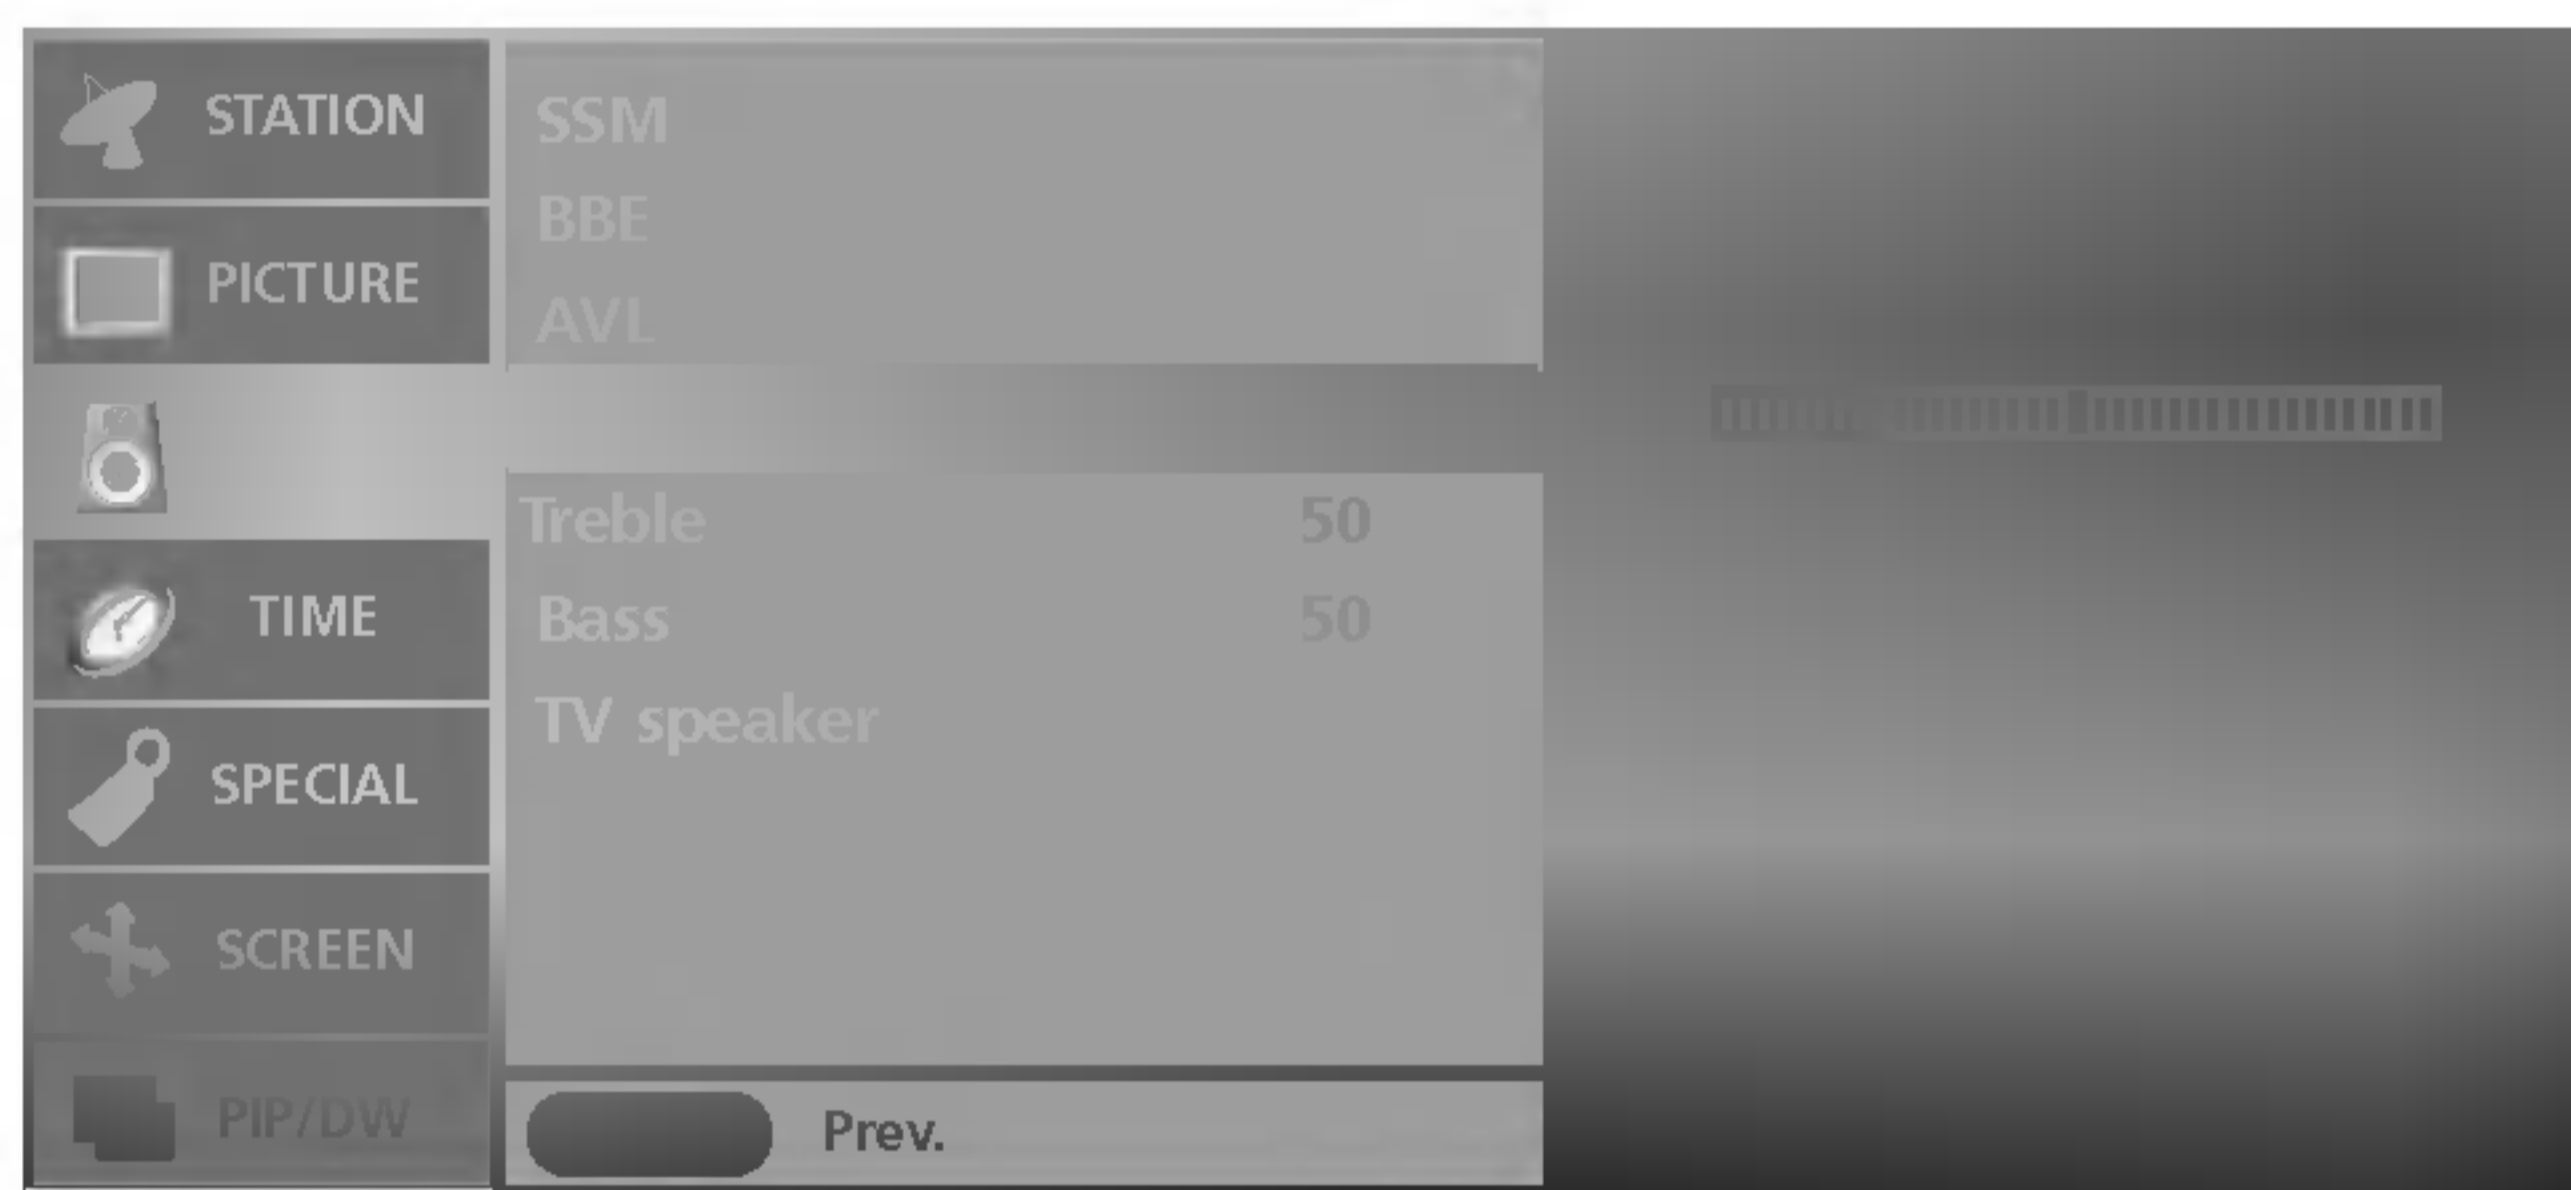 STATION
PICTURE
TIME
SPECIAL
SCREEN
PIP/DW
SSM
BBE
AVL
Treble 50
Bass 50
TV speaker
Prev.